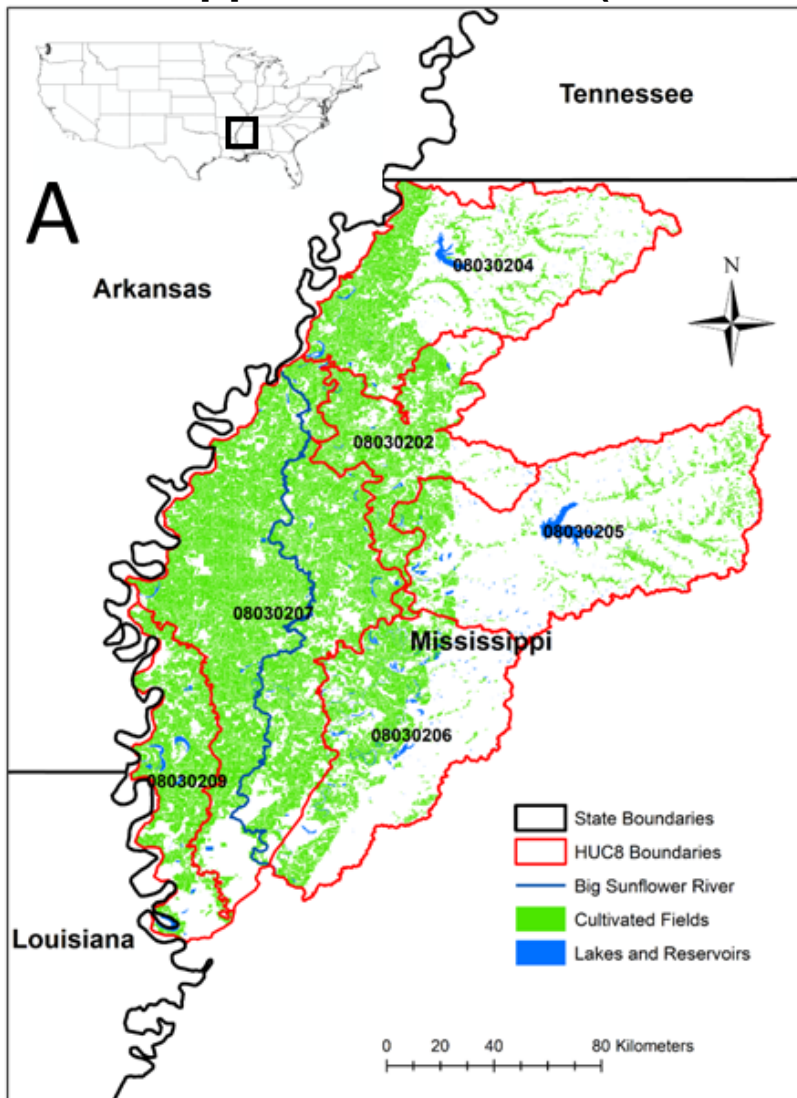 Tennessee
A
08030204
N
Arkansas
08030202
08030205
08030207
Mississippi
08030206
08030209
State Boundaries
HUC8 Boundaries
Big Sunflower River
Cultivated Fields
Lakes and Reservoirs
Louisiana
0 20 40 80 Kilometers